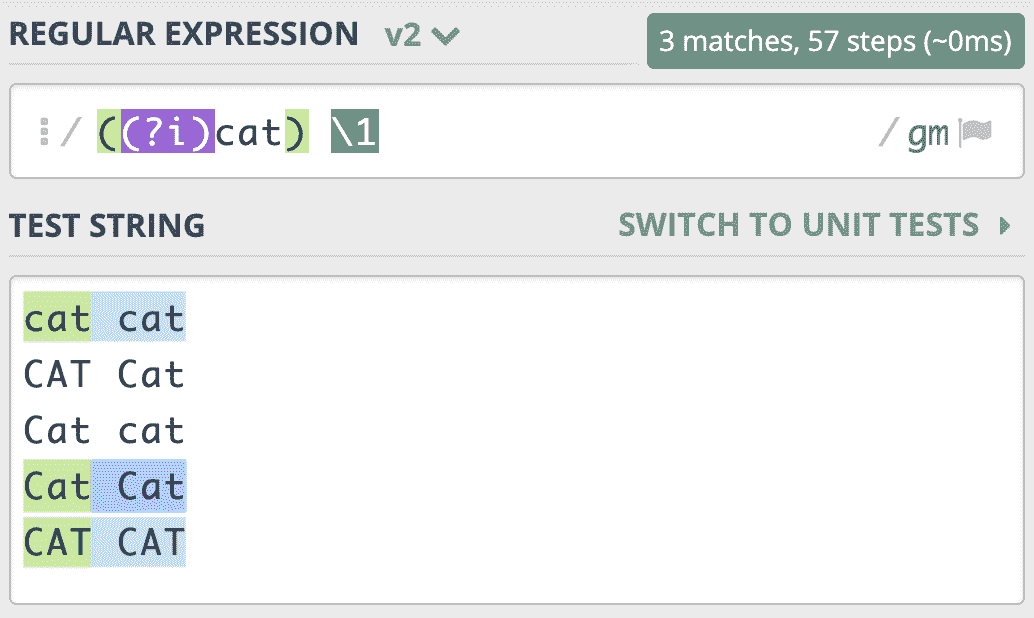 REGULAR EXPRESSION v2 3 matches, 57 steps (~0ms)
/ ((?i)cat) \1 / gm
TEST STRING SWITCH TO UNIT TESTS
cat cat
CAT Cat
Cat cat
Cat Cat
CAT CAT